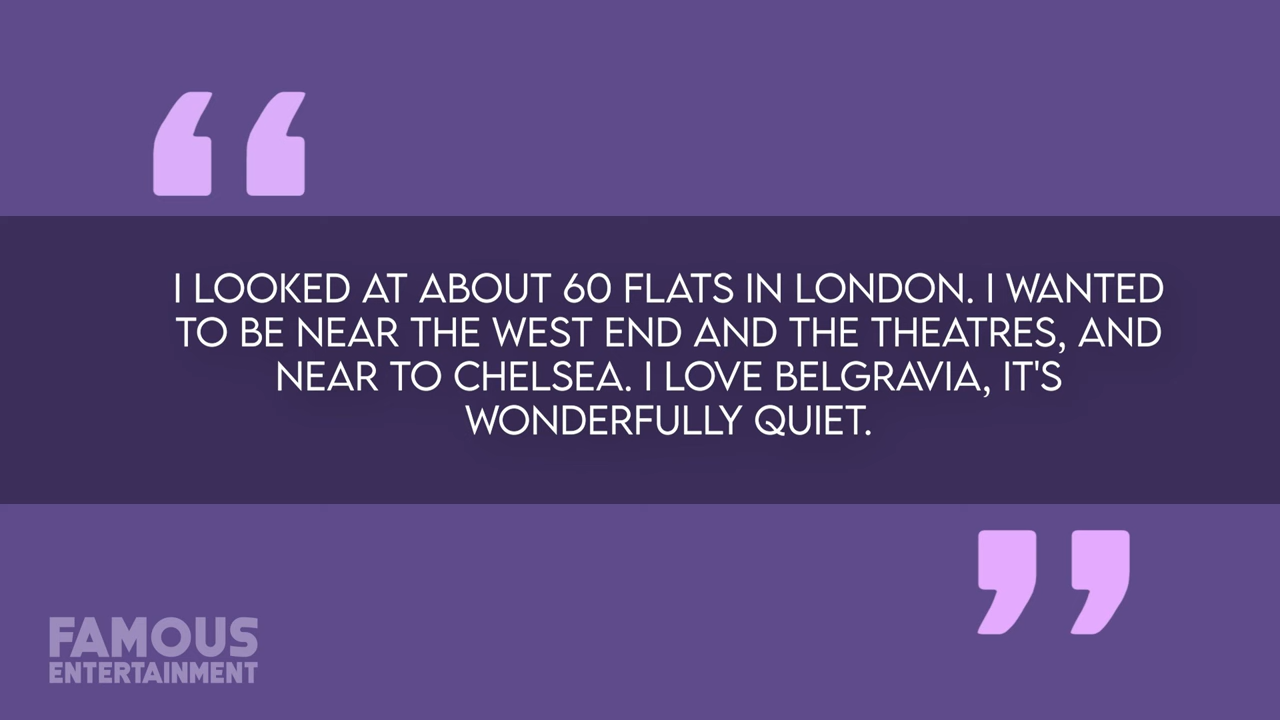 I LOOKED AT ABOUT 60 FLATS IN LONDON. I WANTED
TO BE NEAR THE WEST END AND THE THEATRES, AND
NEAR TO CHELSEA. I LOVE BELGRAVIA, IT'S
WONDERFULLY QUIET.
FAMOUS
ENTERTAINMENT